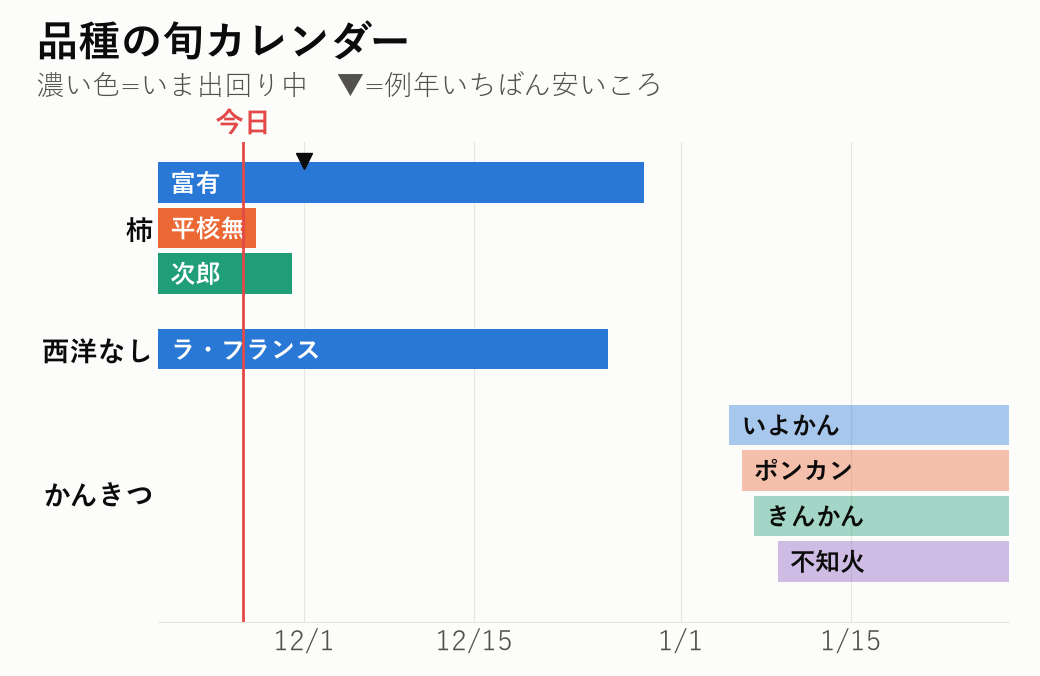 品種の旬カレンダー
濃い色=いま出回り中　▼=例年いちばん安いころ
今日
柿
富有
平核無
次郎
西洋なし
ラ・フランス
かんきつ
いよかん
ポンカン
きんかん
不知火
12/1
12/15
1/1
1/15